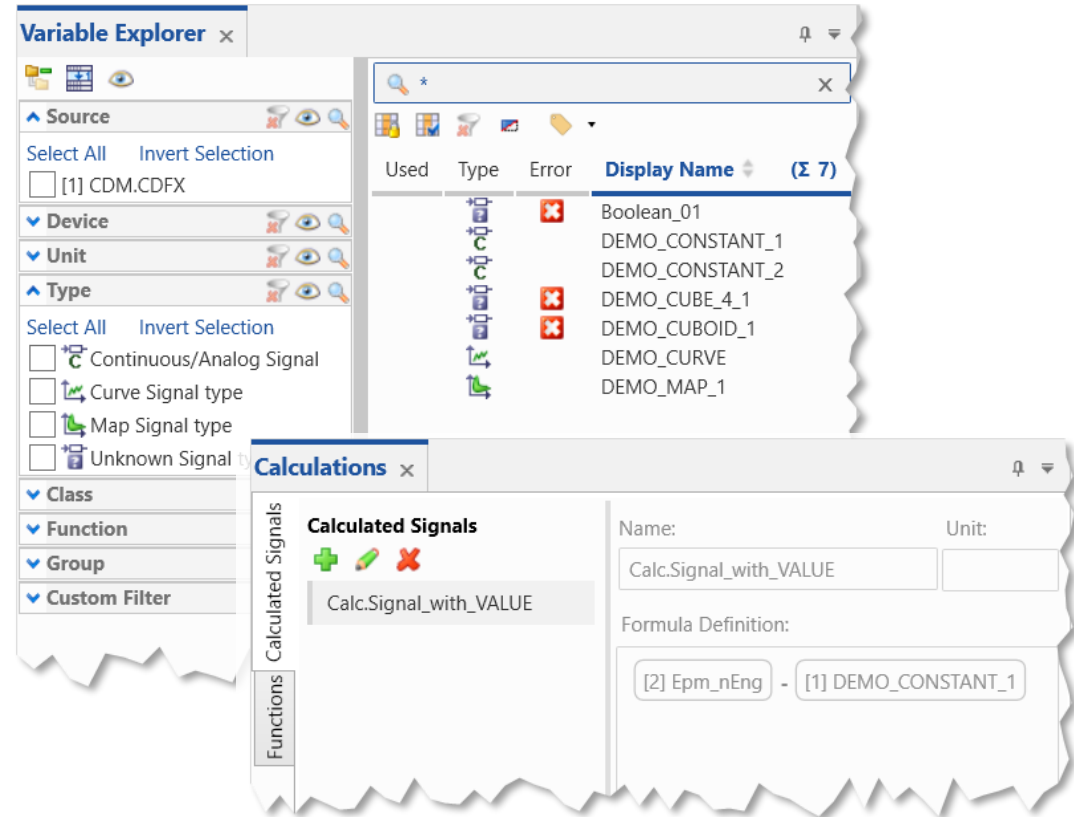 Variable Explorer
*
Source
Select All Invert Selection
[1] CDM.CDFX
Device
Unit
Type
Select All Invert Selection
C Continuous/Analog Signal
Curve Signal type
Map Signal type
? Unknown Signal
Class
Function
Group
Custom Filter
Used Type Error Display Name (Σ 7)
? Boolean_01
C DEMO_CONSTANT_1
C DEMO_CONSTANT_2
? DEMO_CUBE_4_1
? DEMO_CUBOID_1
DEMO_CURVE
DEMO_MAP_1
Calculations
Calculated Signals
Functions
Calculated Signals
Calc.Signal_with_VALUE
Name: Unit:
Calc.Signal_with_VALUE
Formula Definition:
[2] Epm_nEng - [1] DEMO_CONSTANT_1